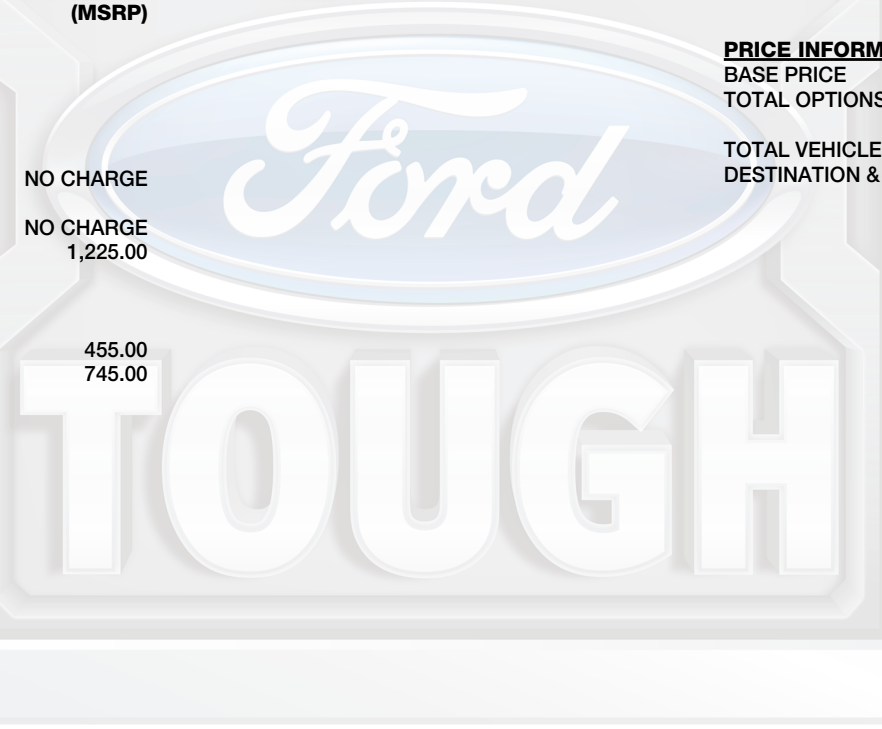 (MSRP)
NO CHARGE
NO CHARGE
1,225.00
455.00
745.00
PRICE INFORM
BASE PRICE
TOTAL OPTIONS
TOTAL VEHICLE
DESTINATION &
Ford
TOUGH